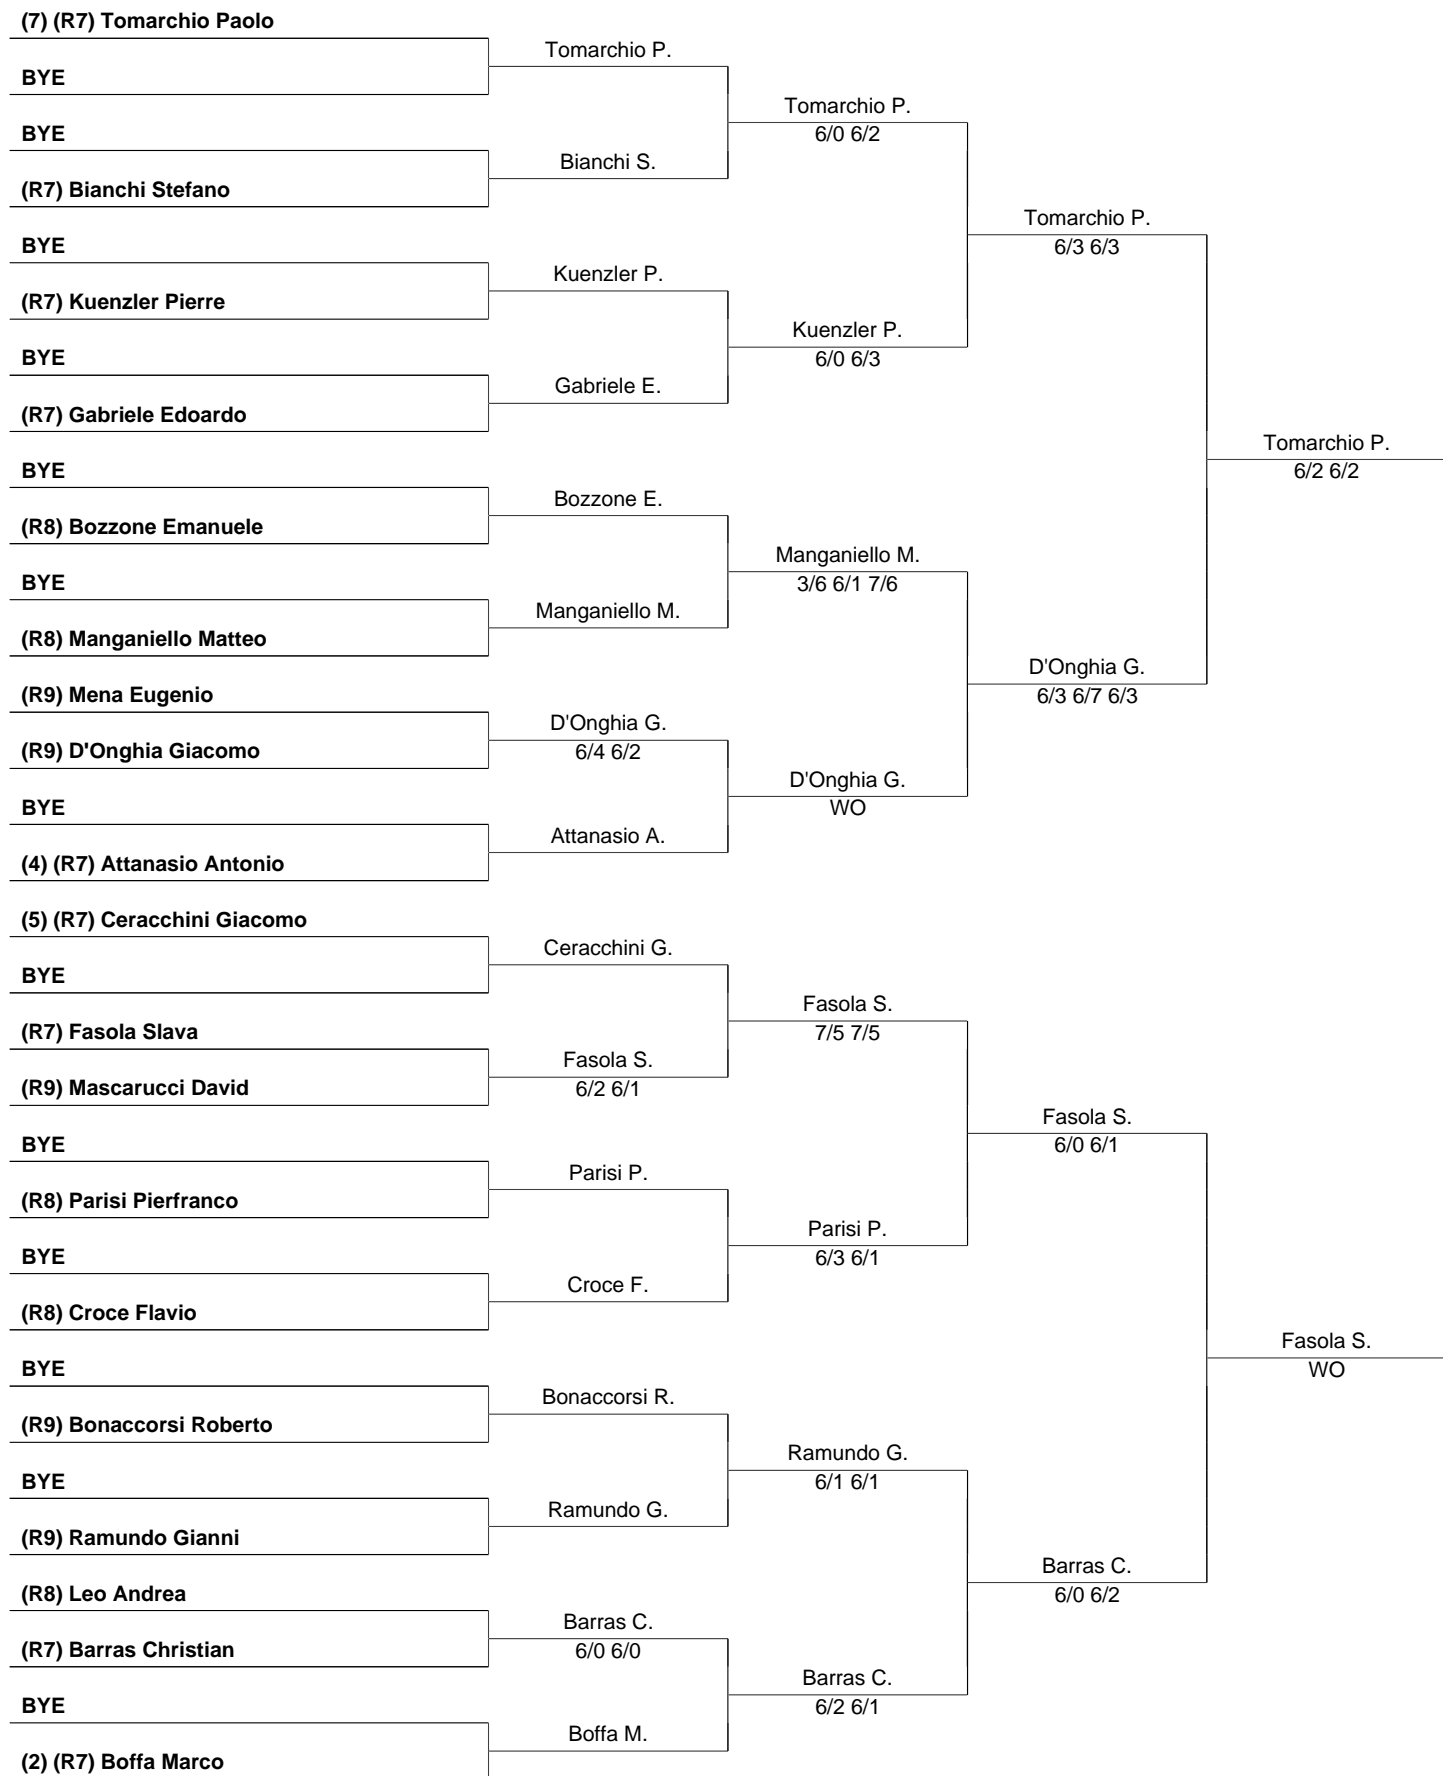 (7) (R7) Tomarchio Paolo
Tomarchio P.
BYE
Tomarchio P.
BYE
6/0 6/2
Bianchi S.
(R7) Bianchi Stefano
Tomarchio P.
BYE
6/3 6/3
Kuenzler P.
(R7) Kuenzler Pierre
Kuenzler P.
BYE
6/0 6/3
Gabriele E.
(R7) Gabriele Edoardo
Tomarchio P.
BYE
6/2 6/2
Bozzone E.
(R8) Bozzone Emanuele
Manganiello M.
BYE
3/6 6/1 7/6
Manganiello M.
(R8) Manganiello Matteo
D'Onghia G.
(R9) Mena Eugenio
6/3 6/7 6/3
D'Onghia G.
(R9) D'Onghia Giacomo
6/4 6/2
D'Onghia G.
BYE
WO
Attanasio A.
(4) (R7) Attanasio Antonio
(5) (R7) Ceracchini Giacomo
Ceracchini G.
BYE
Fasola S.
(R7) Fasola Slava
7/5 7/5
Fasola S.
(R9) Mascarucci David
6/2 6/1
Fasola S.
BYE
6/0 6/1
Parisi P.
(R8) Parisi Pierfranco
Parisi P.
BYE
6/3 6/1
Croce F.
(R8) Croce Flavio
Fasola S.
BYE
WO
Bonaccorsi R.
(R9) Bonaccorsi Roberto
Ramundo G.
BYE
6/1 6/1
Ramundo G.
(R9) Ramundo Gianni
Barras C.
(R8) Leo Andrea
6/0 6/2
Barras C.
(R7) Barras Christian
6/0 6/0
Barras C.
BYE
6/2 6/1
Boffa M.
(2) (R7) Boffa Marco